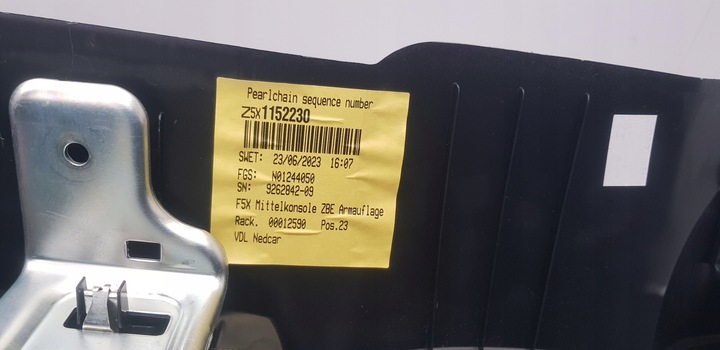 Pearlchain sequence number
Z5X1152230
SWET: 23/06/2023 16:07
FGS: N01244050
SN: 9262842-09
F5X Mittelkonsole ZBE Armauflage
Rack. 00012590 Pos.23
VDL Nedcar